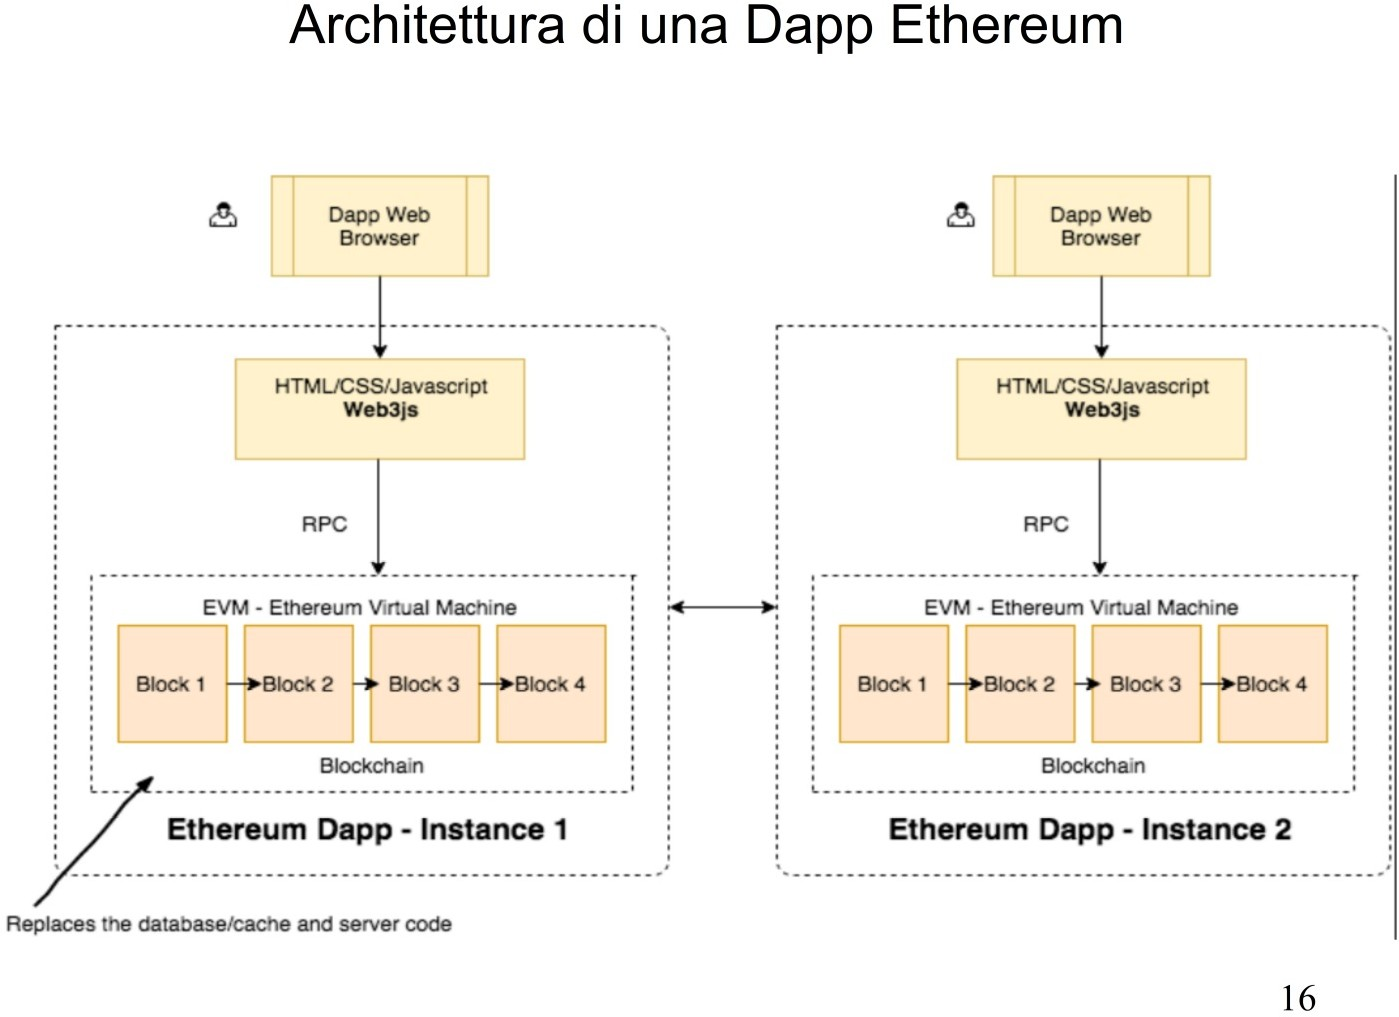 Architettura di una Dapp Ethereum
Dapp Web
Browser
HTML/CSS/Javascript
Web3js
RPC
EVM - Ethereum Virtual Machine
Block 1
Block 2
Block 3
Block 4
Blockchain
Ethereum Dapp - Instance 1
Replaces the database/cache and server code
Dapp Web
Browser
HTML/CSS/Javascript
Web3js
RPC
EVM - Ethereum Virtual Machine
Block 1
Block 2
Block 3
Block 4
Blockchain
Ethereum Dapp - Instance 2
16